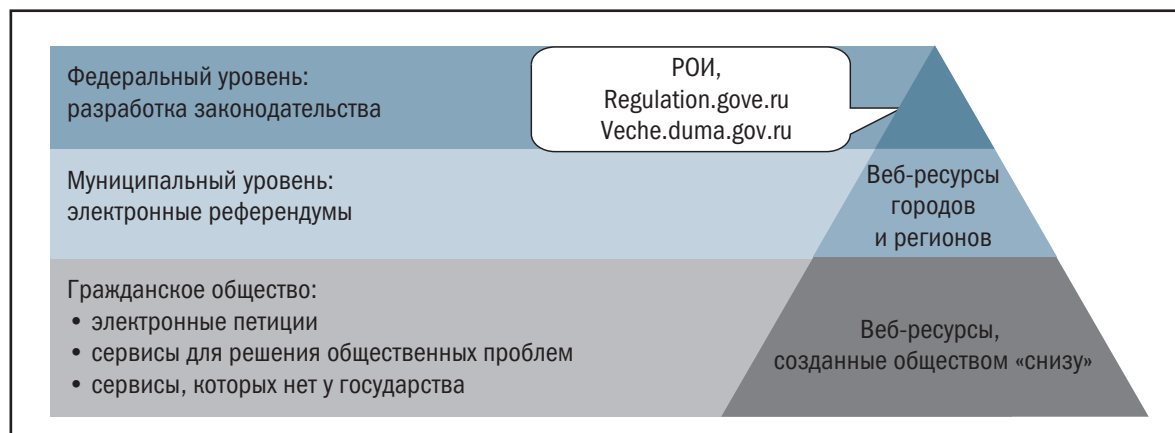 Федеральный уровень:
разработка законодательства
РОИ,
Regulation.gove.ru
Veche.duma.gov.ru
Муниципальный уровень:
электронные референдумы
Веб-ресурсы
городов
и регионов
Гражданское общество:
• электронные петиции
• сервисы для решения общественных проблем
• сервисы, которых нет у государства
Веб-ресурсы,
созданные обществом «снизу»